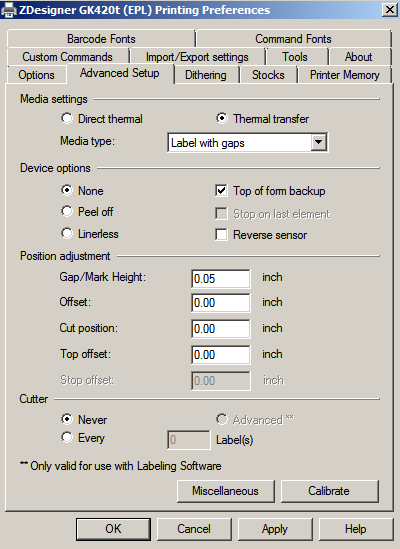 ZDesigner GK420t (EPL) Printing Preferences
Barcode Fonts Command Fonts
Custom Commands Import/Export settings Tools About
Options Advanced Setup Dithering Stocks Printer Memory
Media settings
Direct thermal Thermal transfer
Media type: Label with gaps
Device options
None Top of form backup
Peel off Stop on last element
Linerless Reverse sensor
Position adjustment
Gap/Mark Height: 0.05 inch
Offset: 0.00 inch
Cut position: 0.00 inch
Top offset: 0.00 inch
Stop offset: 0.00 inch
Cutter
Never Advanced **
Every 0 Label(s)
** Only valid for use with Labeling Software
Miscellaneous Calibrate
OK Cancel Apply Help